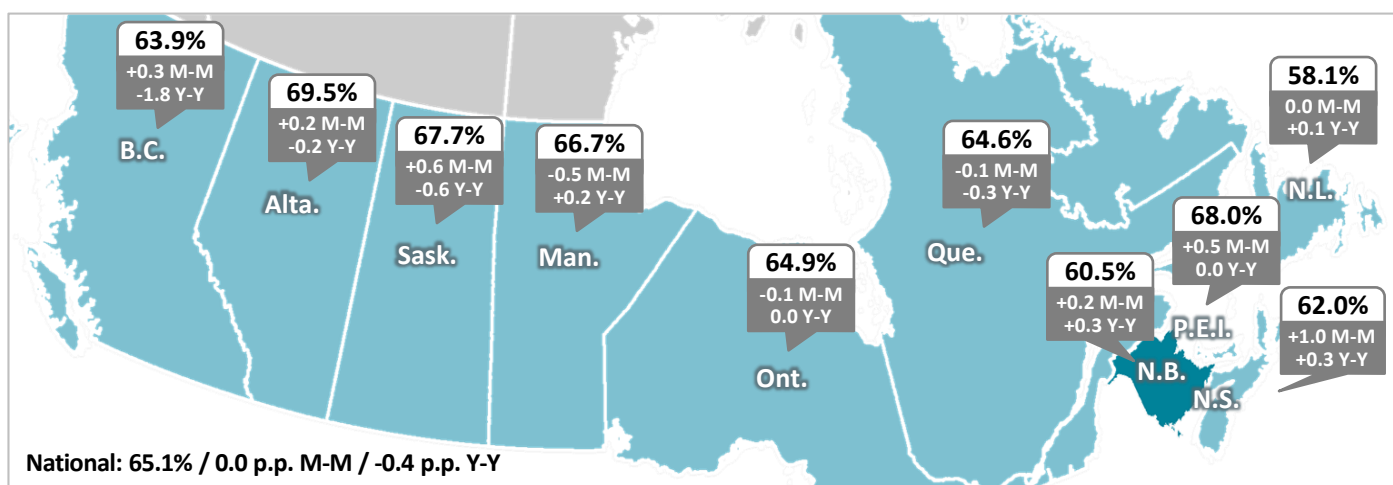 63.9%
+0.3 M-M
-1.8 Y-Y
B.C.
69.5%
+0.2 M-M
-0.2 Y-Y
Alta.
67.7%
+0.6 M-M
-0.6 Y-Y
Sask.
66.7%
-0.5 M-M
+0.2 Y-Y
Man.
64.9%
-0.1 M-M
0.0 Y-Y
Ont.
64.6%
-0.1 M-M
-0.3 Y-Y
Que.
60.5%
+0.2 M-M
+0.3 Y-Y
N.B.
68.0%
+0.5 M-M
0.0 Y-Y
P.E.I.
58.1%
0.0 M-M
+0.1 Y-Y
N.L.
62.0%
+1.0 M-M
+0.3 Y-Y
N.S.
National: 65.1% / 0.0 p.p. M-M / -0.4 p.p. Y-Y